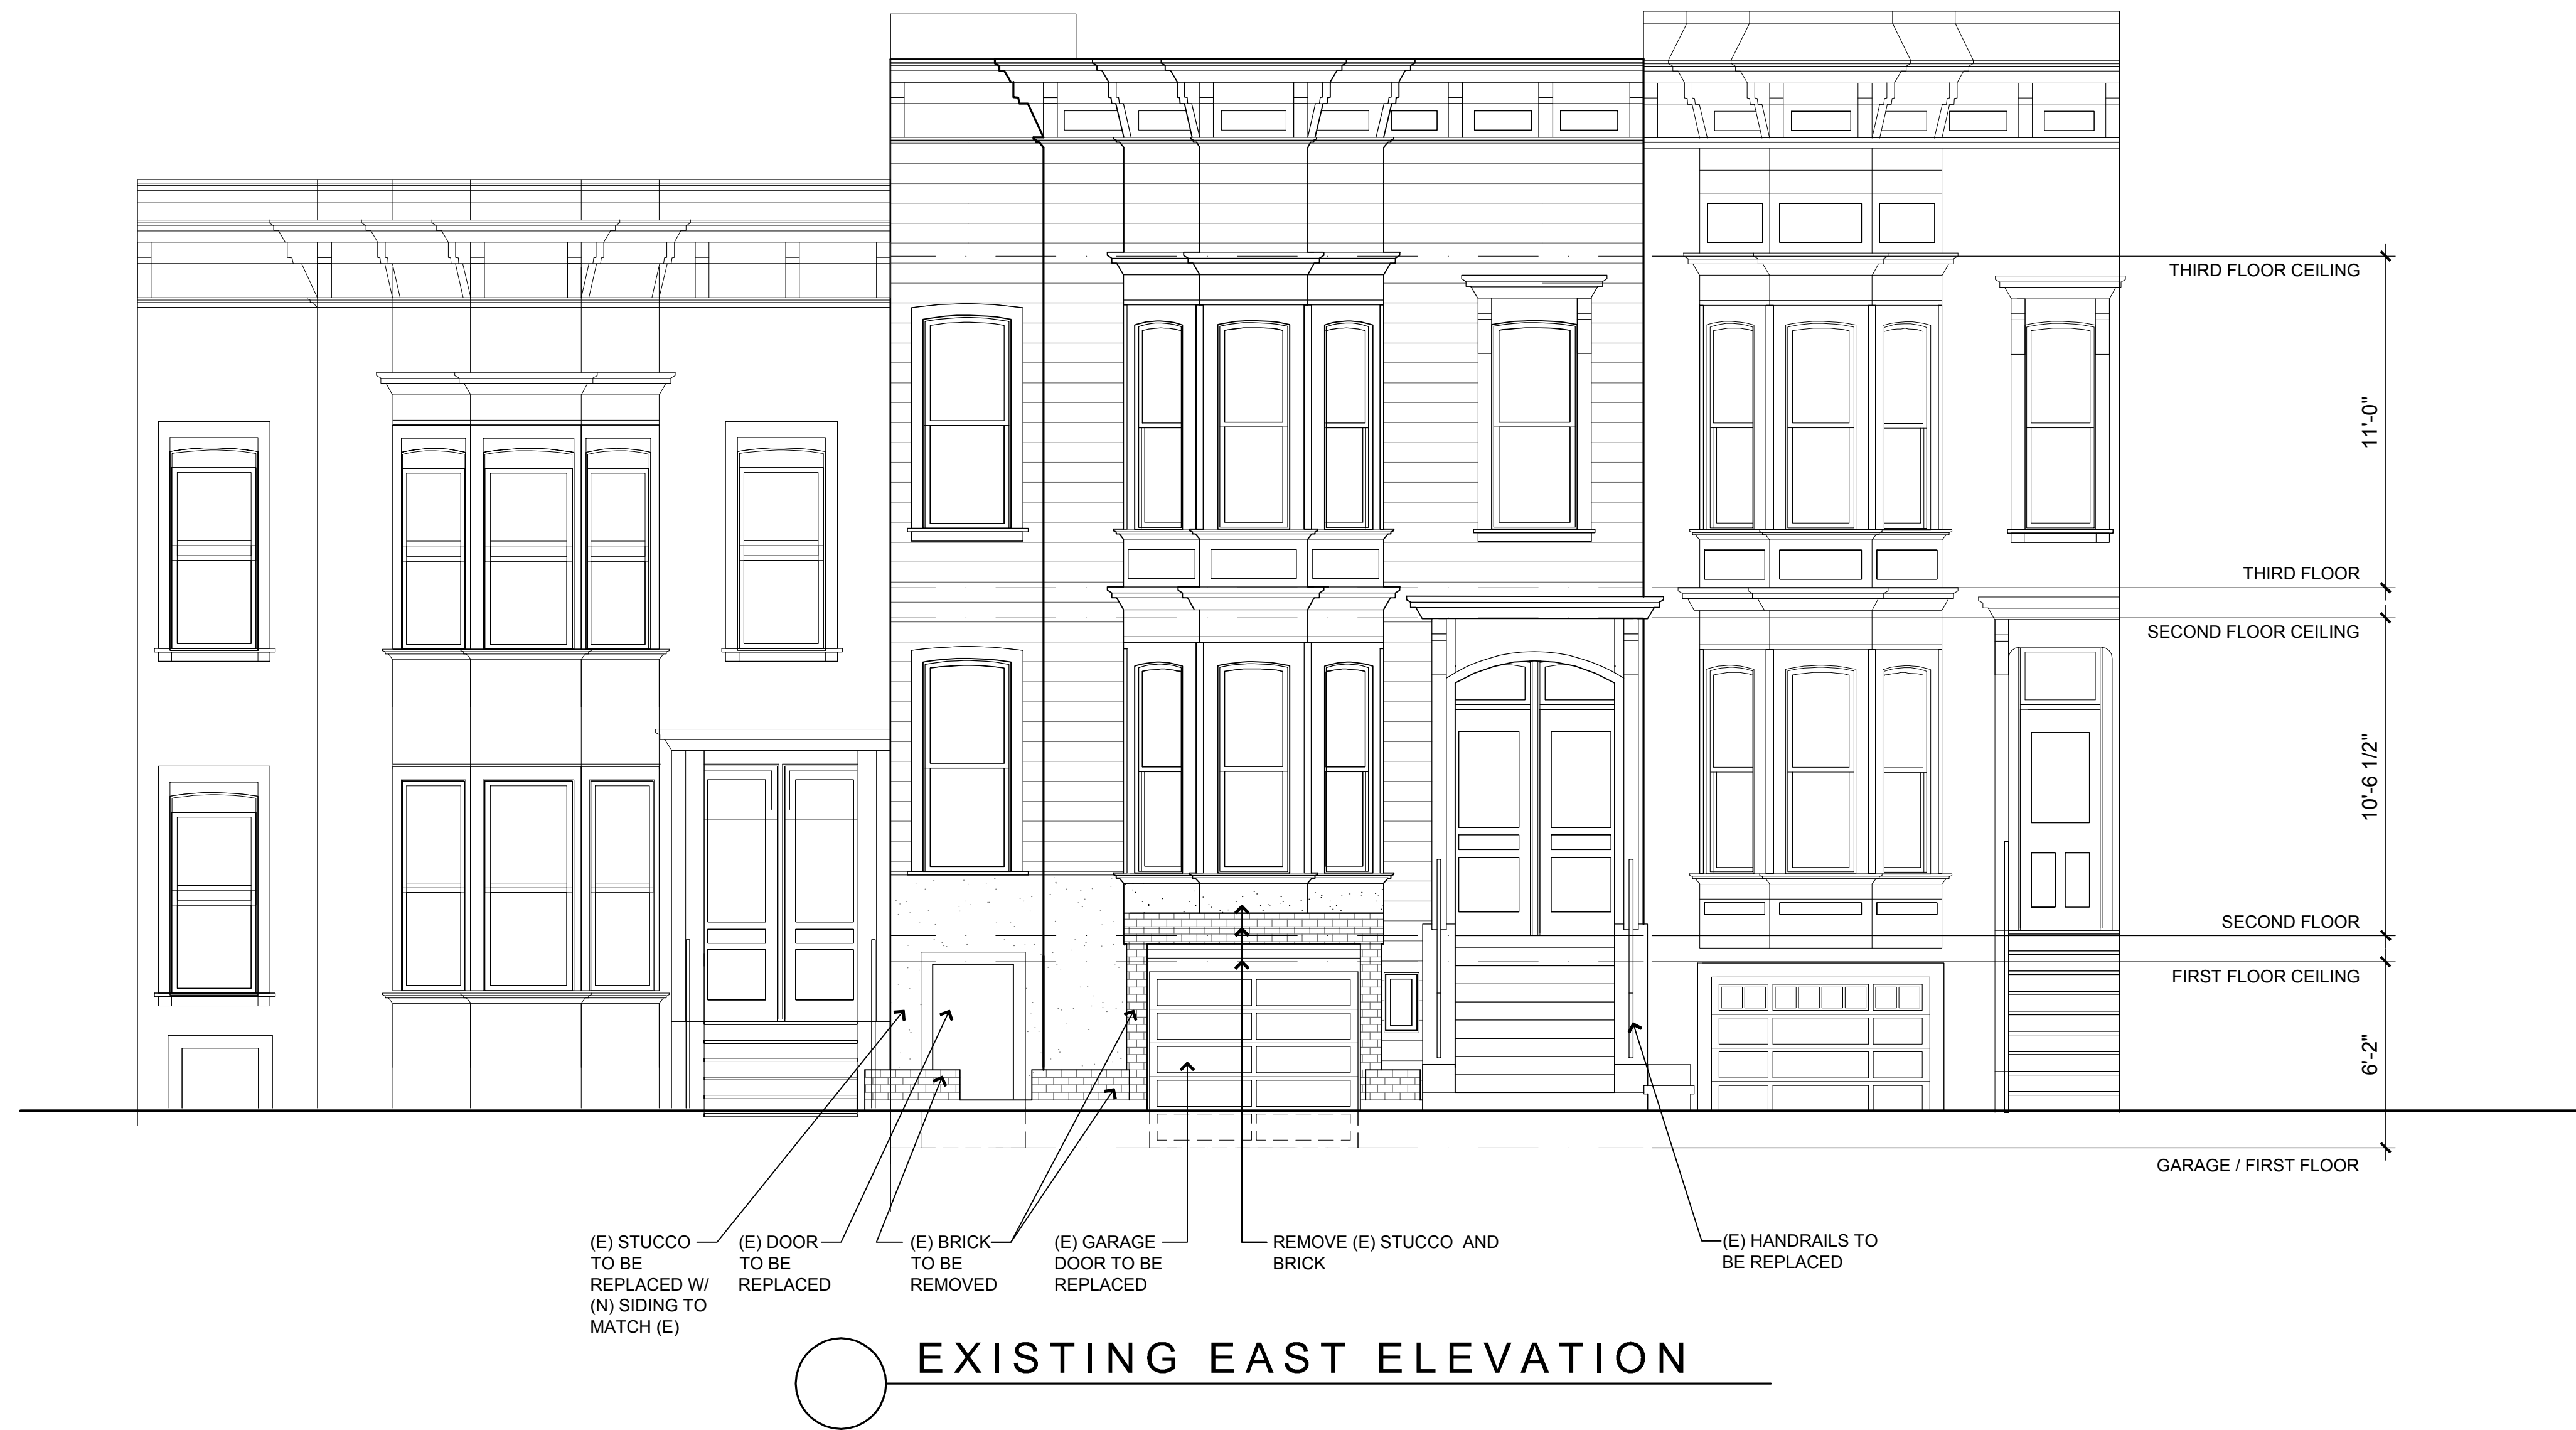 THIRD FLOOR CEILING
11'-0"
THIRD FLOOR
SECOND FLOOR CEILING
10'-6 1/2"
SECOND FLOOR
FIRST FLOOR CEILING
6'-2"
GARAGE / FIRST FLOOR
(E) STUCCO
TO BE
REPLACED W/
(N) SIDING TO
MATCH (E)
(E) DOOR
TO BE
REPLACED
(E) BRICK
TO BE
REMOVED
(E) GARAGE
DOOR TO BE
REPLACED
REMOVE (E) STUCCO AND
BRICK
(E) HANDRAILS TO
BE REPLACED
EXISTING EAST ELEVATION